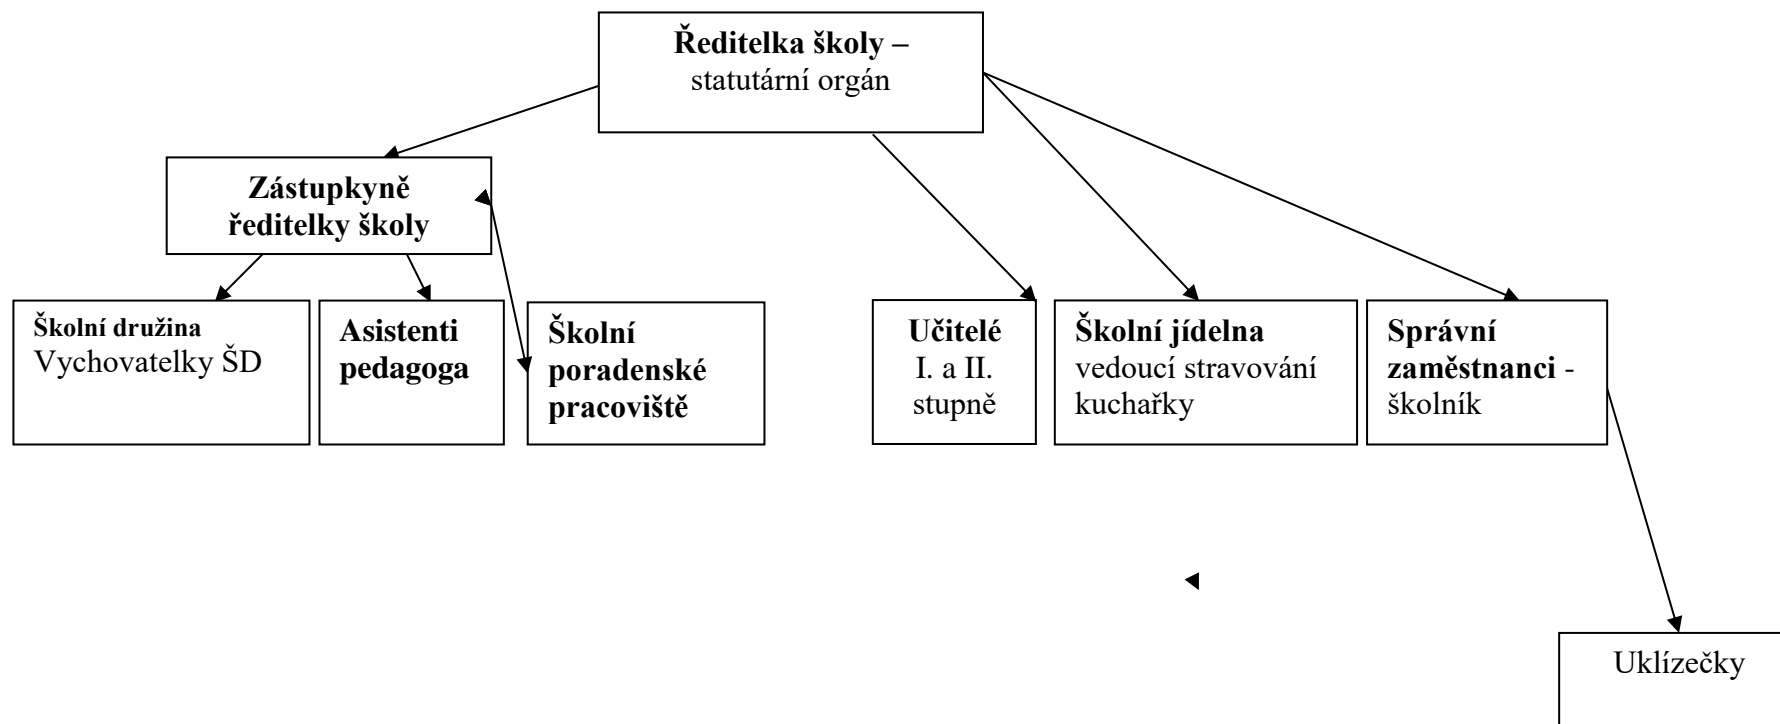 Ředitelka školy –
statutární orgán
Zástupkyně
ředitelky školy
Školní družina
Vychovatelky ŠD
Asistenti
pedagoga
Školní
poradenské
pracoviště
Učitelé
I. a II.
stupně
Školní jídelna
vedoucí stravování
kuchařky
Správní
zaměstnanci -
školník
Uklízečky